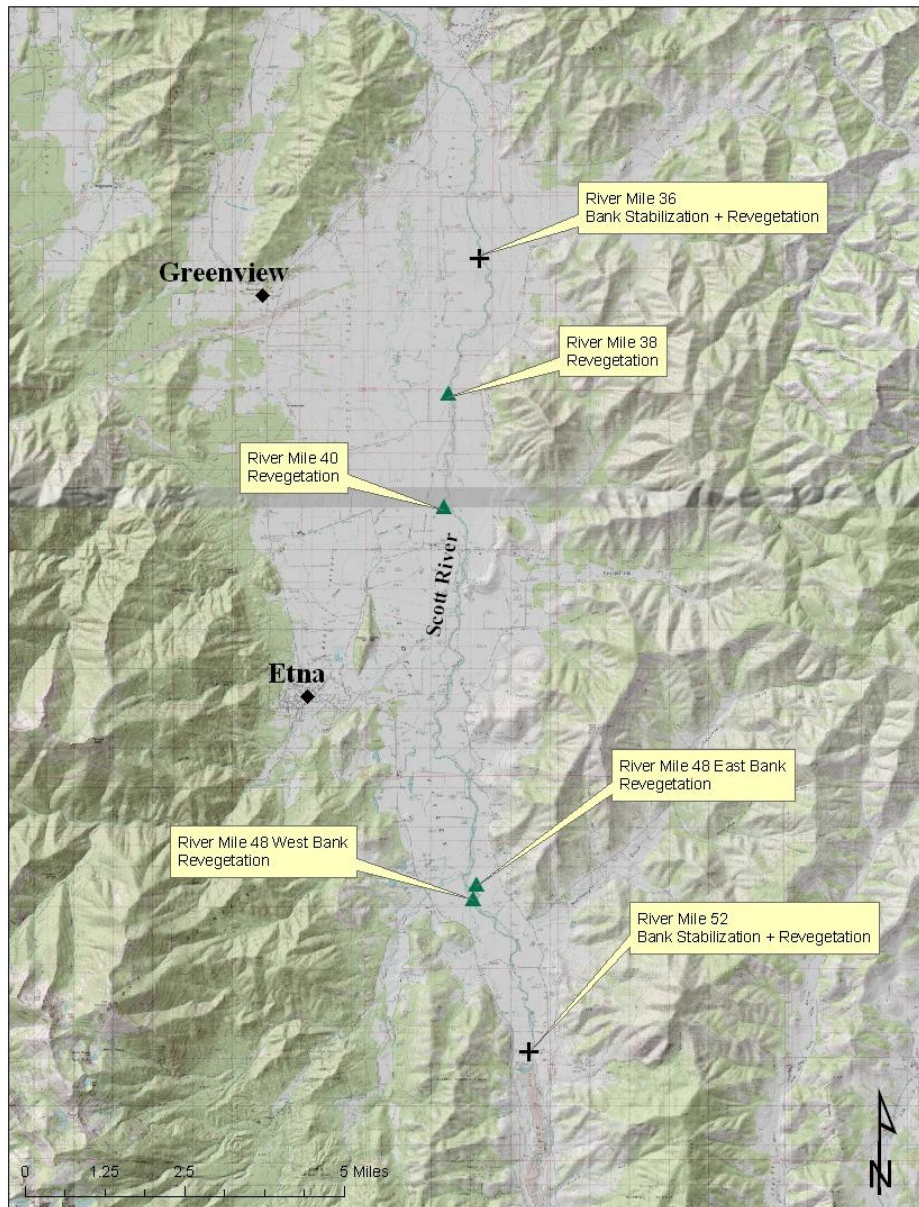 River Mile 36
Bank Stabilization + Revegetation
Greenview
River Mile 38
Revegetation
River Mile 40
Revegetation
Scott River
Etna
River Mile 48 East Bank
Revegetation
River Mile 48 West Bank
Revegetation
River Mile 52
Bank Stabilization + Revegetation
0 1.25 2.5 5 Miles
N